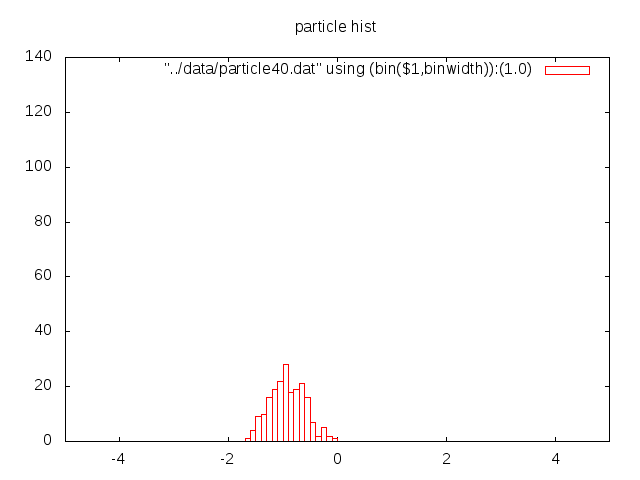 particle hist
140
"../data/particle40.dat" using (bin($1,binwidth)):(1.0)
120
100
80
60
40
20
0
-4 -2 0 2 4